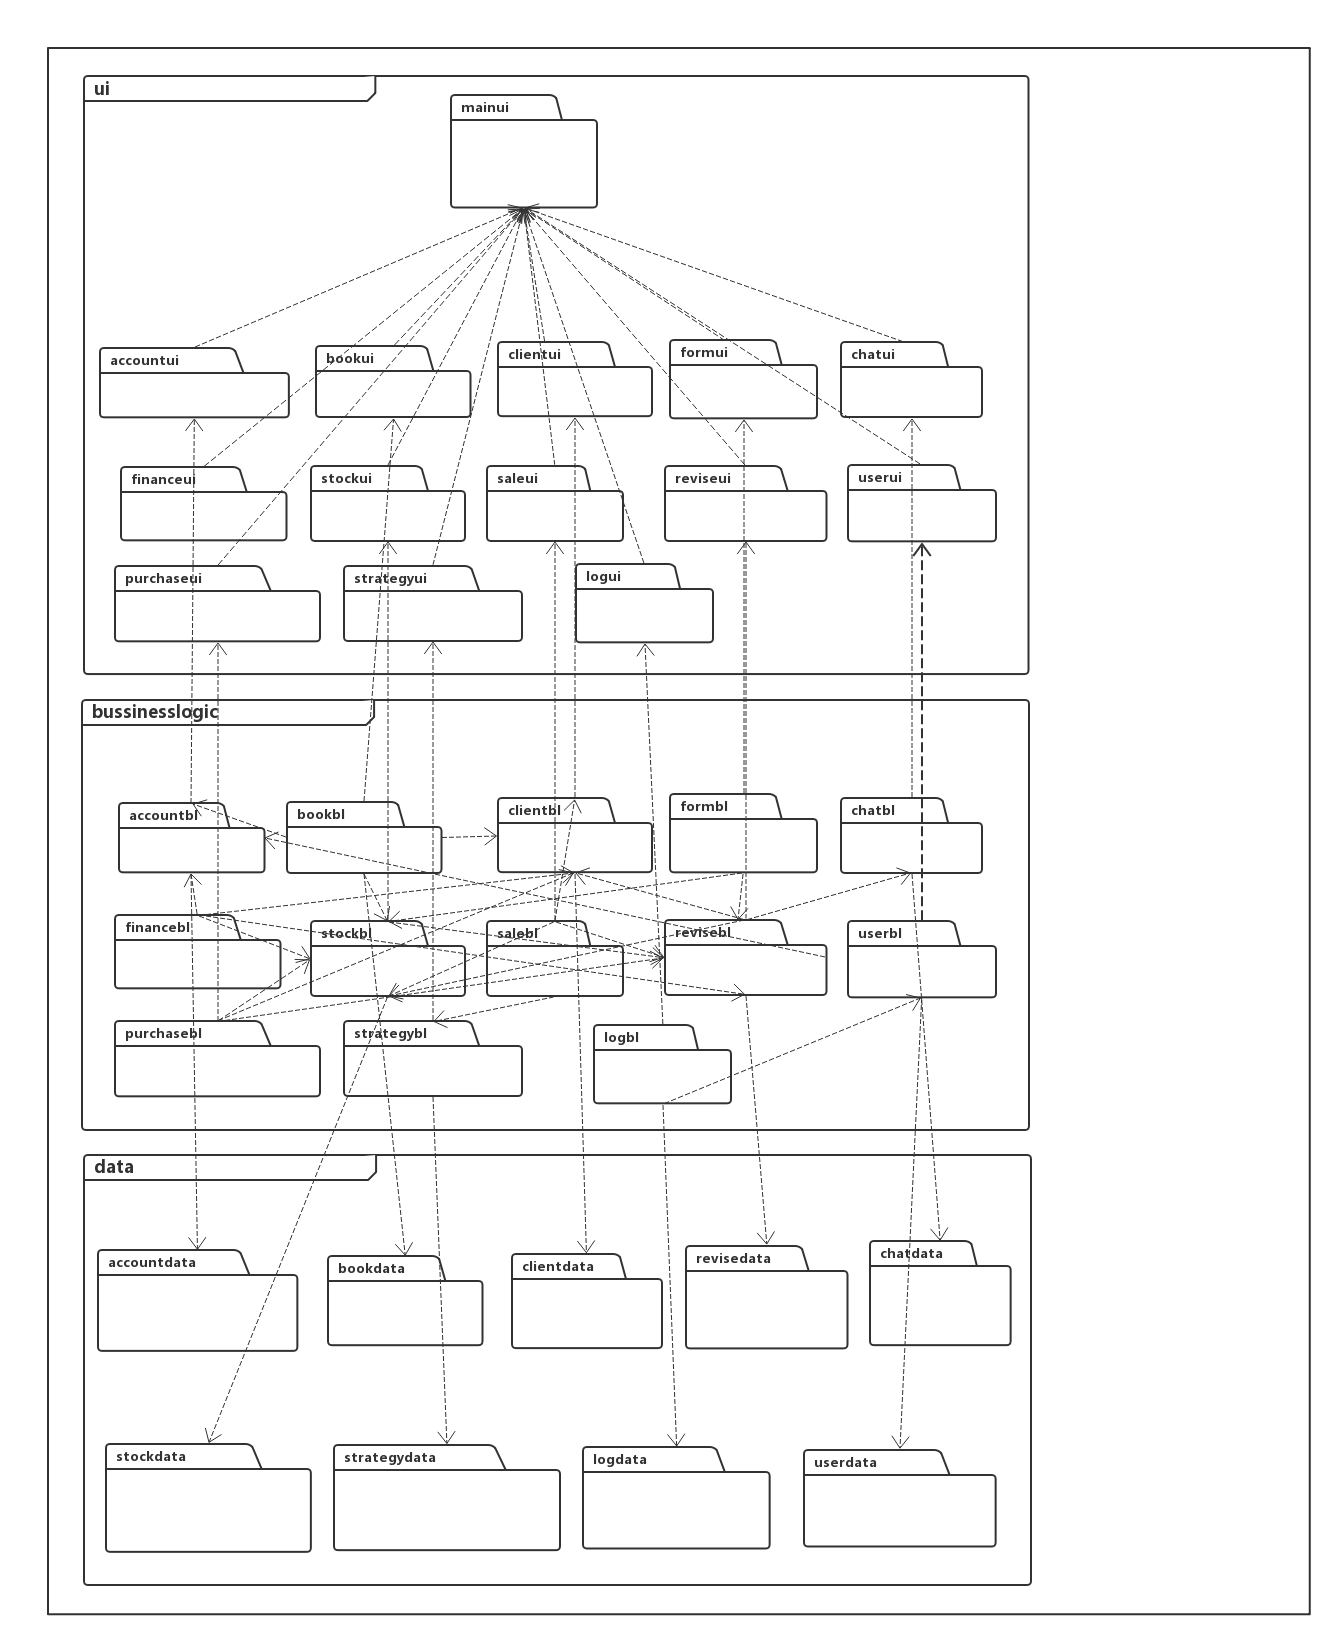 ui
mainui
accountui
bookui
clientui
formui
chatui
financeui
stockui
saleui
reviseui
userui
purchaseui
strategyui
logui
bussinesslogic
accountbl
bookbl
clientbl
formbl
chatbl
financebl
stockbl
salebl
revisebl
userbl
purchasebl
strategybl
logbl
data
accountdata
bookdata
clientdata
revisedata
chatdata
stockdata
strategydata
logdata
userdata